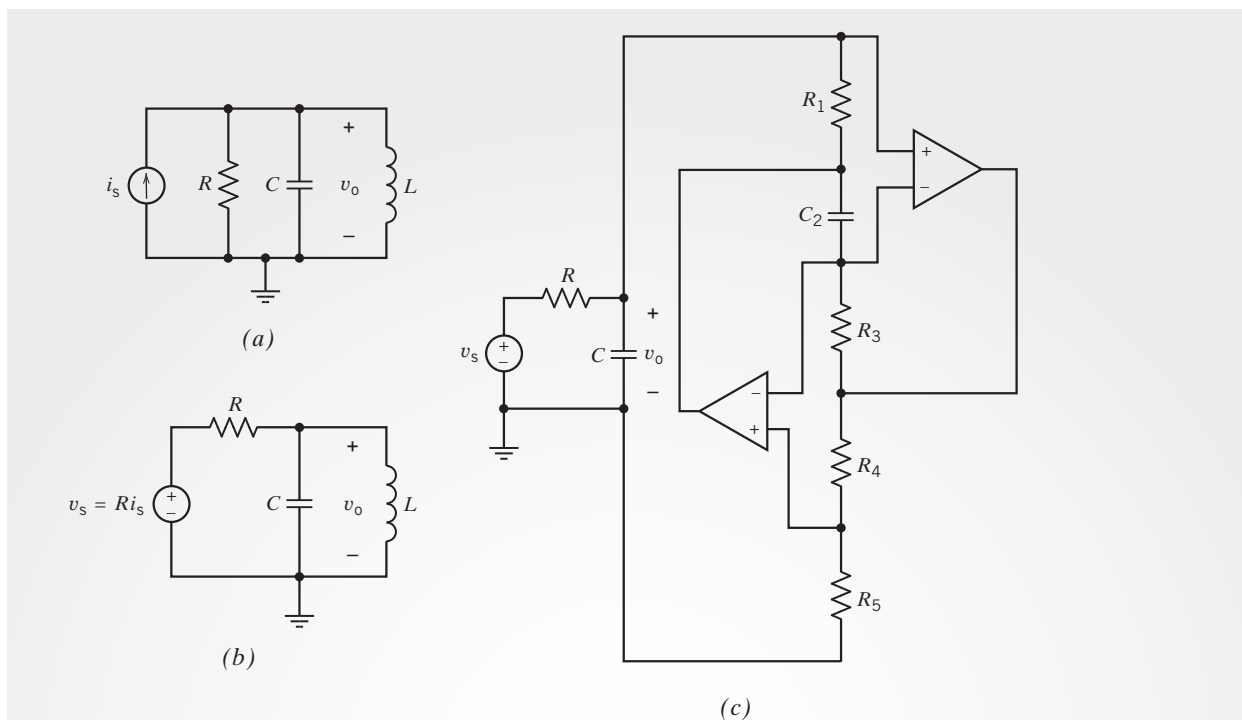 i_s
R
C
+
v_o
−
L
(a)
v_s = Ri_s
+
−
R
C
+
v_o
−
L
(b)
v_s
+
−
R
C
+
v_o
−
R_1
C_2
R_3
R_4
R_5
+
−
−
+
(c)